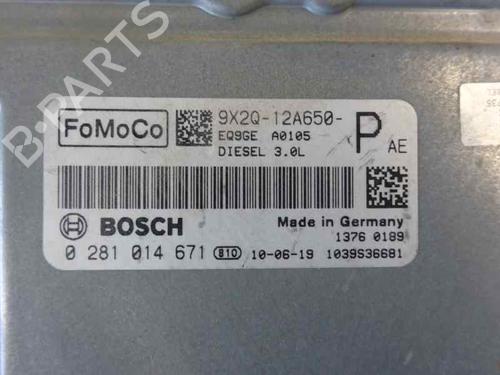 FoMoCo
9X2Q-12A650-
P AE
EQ9GE A0105
DIESEL 3.0L
BOSCH
Made in Germany
1376 0189
0 281 014 671 810 10-06-19 1039S36681
B-PARTS